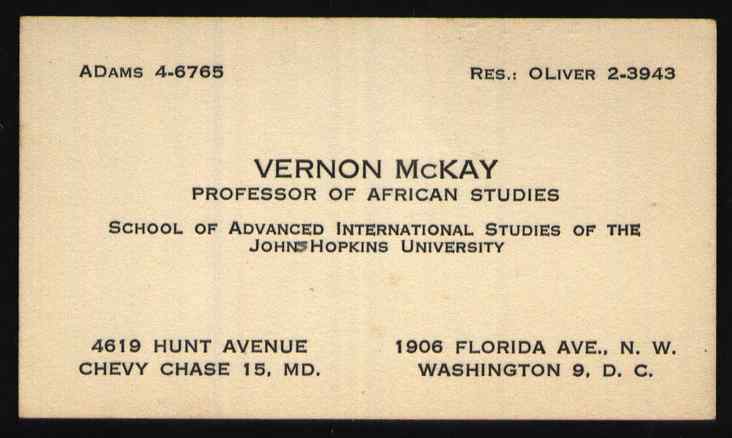 ADAMS 4-6765
RES.: OLIVER 2-3943
VERNON McKAY
PROFESSOR OF AFRICAN STUDIES
SCHOOL OF ADVANCED INTERNATIONAL STUDIES OF THE
JOHNS HOPKINS UNIVERSITY
4619 HUNT AVENUE
CHEVY CHASE 15, MD.
1906 FLORIDA AVE., N. W.
WASHINGTON 9, D. C.